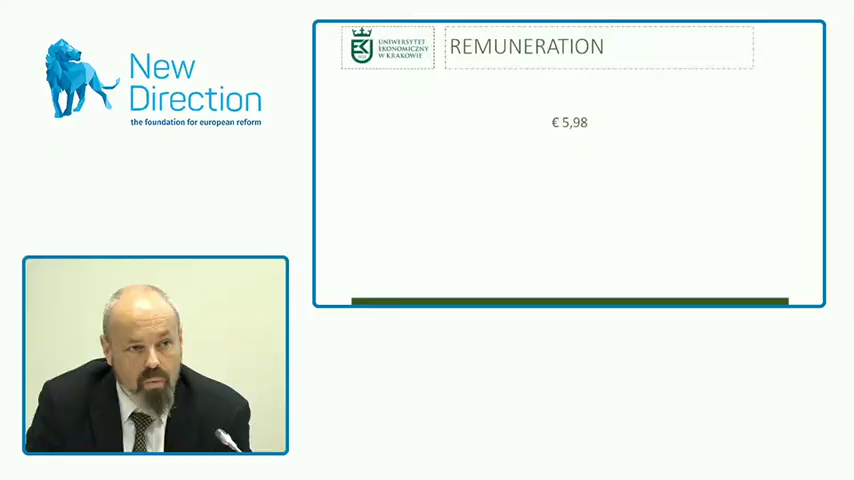 New
Direction
the foundation for european reform
UNIWERSYTET
EKONOMICZNY
W KRAKOWIE
REMUNERATION
€ 5,98